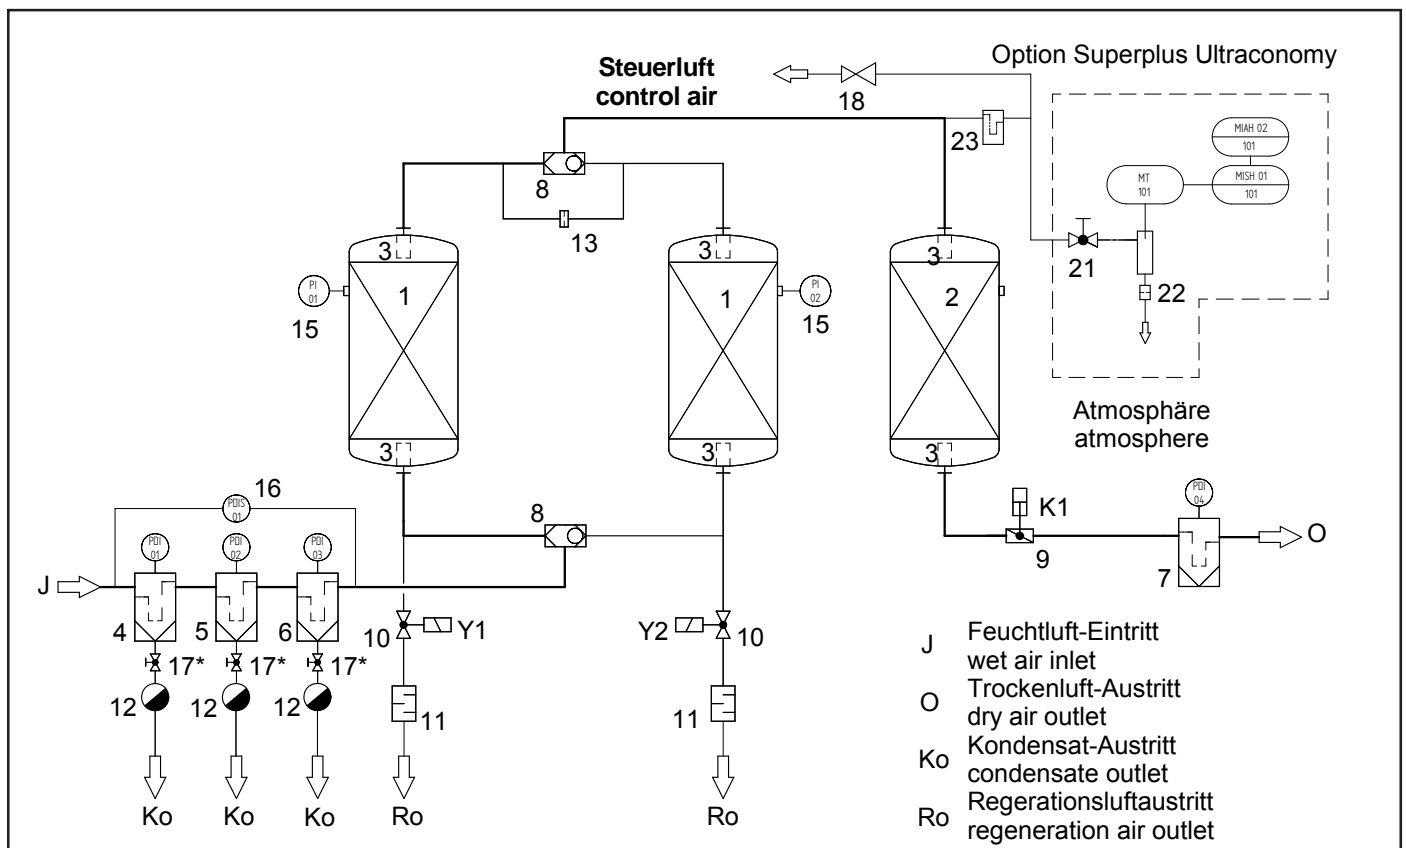 Option Superplus Ultraconomy
Steuerluft
control air
18
23
MIAH 02
101
MT
101
MISH 01
101
8
13
3
3
3
21
22
PI
01
15
1
1
PI
02
15
2
Atmosphäre
atmosphere
3
3
3
16
PDIS
01
8
K1
9
PDI
04
7
O
PDI
01
PDI
02
PDI
03
J
4
5
6
10
Y1
Y2
10
17*
17*
17*
12
12
12
11
11
Ko
Ko
Ko
Ro
Ro
J Feuchtluft-Eintritt
wet air inlet
O Trockenluft-Austritt
dry air outlet
Ko Kondensat-Austritt
condensate outlet
Ro Regerationsluftaustritt
regeneration air outlet